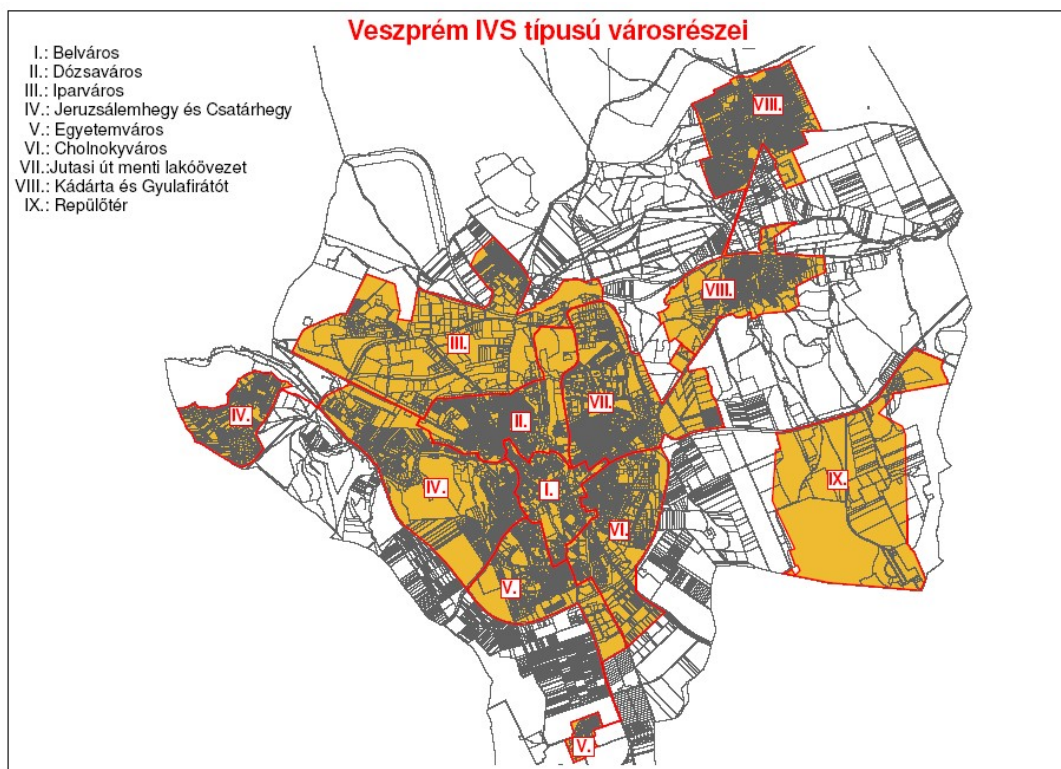 Veszprém IVS típusú városrészei
I.: Belváros
II.: Dózsaváros
III.: Iparváros
IV.: Jeruzsálemhegy és Csatárhegy
V.: Egyetemváros
VI.: Cholnokyváros
VII.:Jutasi út menti lakóövezet
VIII.: Kádárta és Gyulafirátót
IX.: Repülőtér
VIII.
VIII.
III.
IV.
II.
VII.
IV.
I.
IX.
VI.
V.
V.